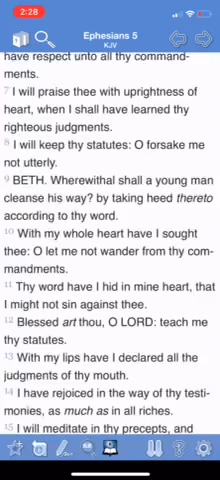 2:28
Ephesians 5
KJV
have respect unto all thy command-
ments.
7 I will praise thee with uprightness of
heart, when I shall have learned thy
righteous judgments.
8 I will keep thy statutes: O forsake me
not utterly.
9 BETH. Wherewithal shall a young man
cleanse his way? by taking heed thereto
according to thy word.
10 With my whole heart have I sought
thee: O let me not wander from thy com-
mandments.
11 Thy word have I hid in mine heart, that
I might not sin against thee.
12 Blessed art thou, O LORD: teach me
thy statutes.
13 With my lips have I declared all the
judgments of thy mouth.
14 I have rejoiced in the way of thy testi-
monies, as much as in all riches.
15 I will meditate in thy precepts, and